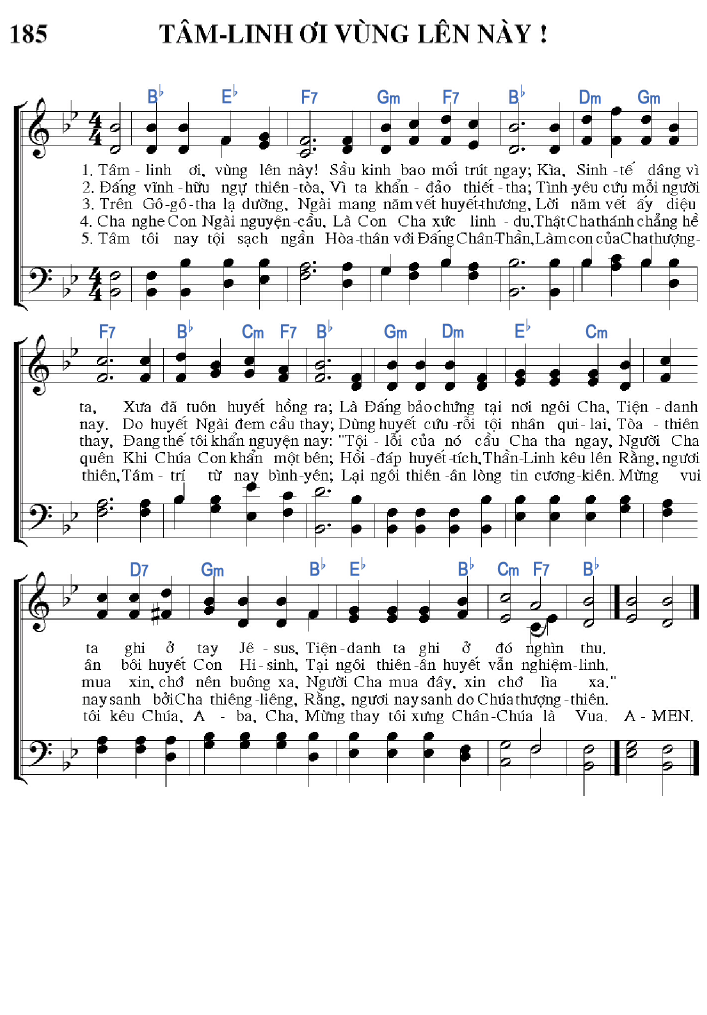 185 TÂM-LINH ƠI VÙNG LÊN NÀY !
B♭ E♭ F7 Gm F7 B♭ Dm Gm
1. Tâm - linh ơi, vùng lên này! Sầu kinh bao mối trút ngay; Kìa, Sinh - tế dâng vì
2. Đấng vĩnh - hữu ngự thiên - tòa, Vì ta khẩn - đảo thiết - tha; Tình - yêu cứu mỗi người
3. Trên Gô - gô - tha lạ dường, Ngài mang năm vết huyết - thương, Lời năm vết ấy diệu
4. Cha nghe Con Ngài nguyện - cầu, Là Con Cha xức linh - du, Thật Cha thánh chẳng hề
5. Tâm tôi nay tội sạch ngần Hòa - thân với Đấng Chân - Thần, Làm con của Cha thượng -
F7 B♭ Cm F7 B♭ Gm Dm E♭ Cm
ta, Xưa đã tuôn huyết hồng ra; Là Đấng bảo chứng tại nơi ngôi Cha, Tiện - danh
nay. Do huyết Ngài đem cầu thay; Dùng huyết cứu - rỗi tội nhân qui - lai, Tòa - thiên
thay, Đang thế tôi khẩn nguyện nay: "Tội - lỗi của nó cầu Cha tha ngay, Người Cha
quên Khi Chúa Con khẩn một bên; Hồi - đáp huyết - tích, Thần - Linh kêu lên Rằng, ngươi
thiên, Tâm - trí từ nay bình - yên; Lại ngôi thiên - ân lòng tin cương - kiên. Mừng vui
D7 Gm B♭ E♭ B♭ Cm F7 B♭
ta ghi ở tay Jê - sus, Tiện - danh ta ghi ở đó nghìn thu.
ân bôi huyết Con Hi - sinh, Tại ngôi thiên - ân huyết vẫn nghiệm - linh,
mua xin, chớ nên buông xa, Người Cha mua đây, xin chớ lìa xa."
nay sanh bởi Cha thiêng - liêng, Rằng, ngươi nay sanh do Chúa thượng - thiên.
tôi kêu Chúa, A - ba, Cha, Mừng thay tôi xưng Chân - Chúa là Vua. A - MEN.